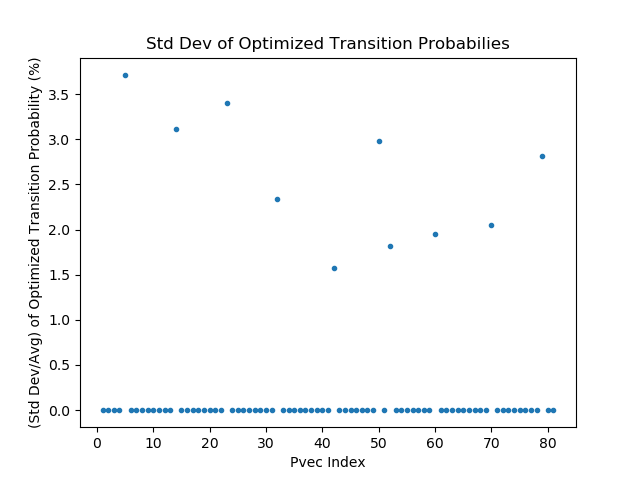 Std Dev of Optimized Transition Probabilies
(Std Dev/Avg) of Optimized Transition Probability (%)
3.5
3.0
2.5
2.0
1.5
1.0
0.5
0.0
0 10 20 30 40 50 60 70 80
Pvec Index